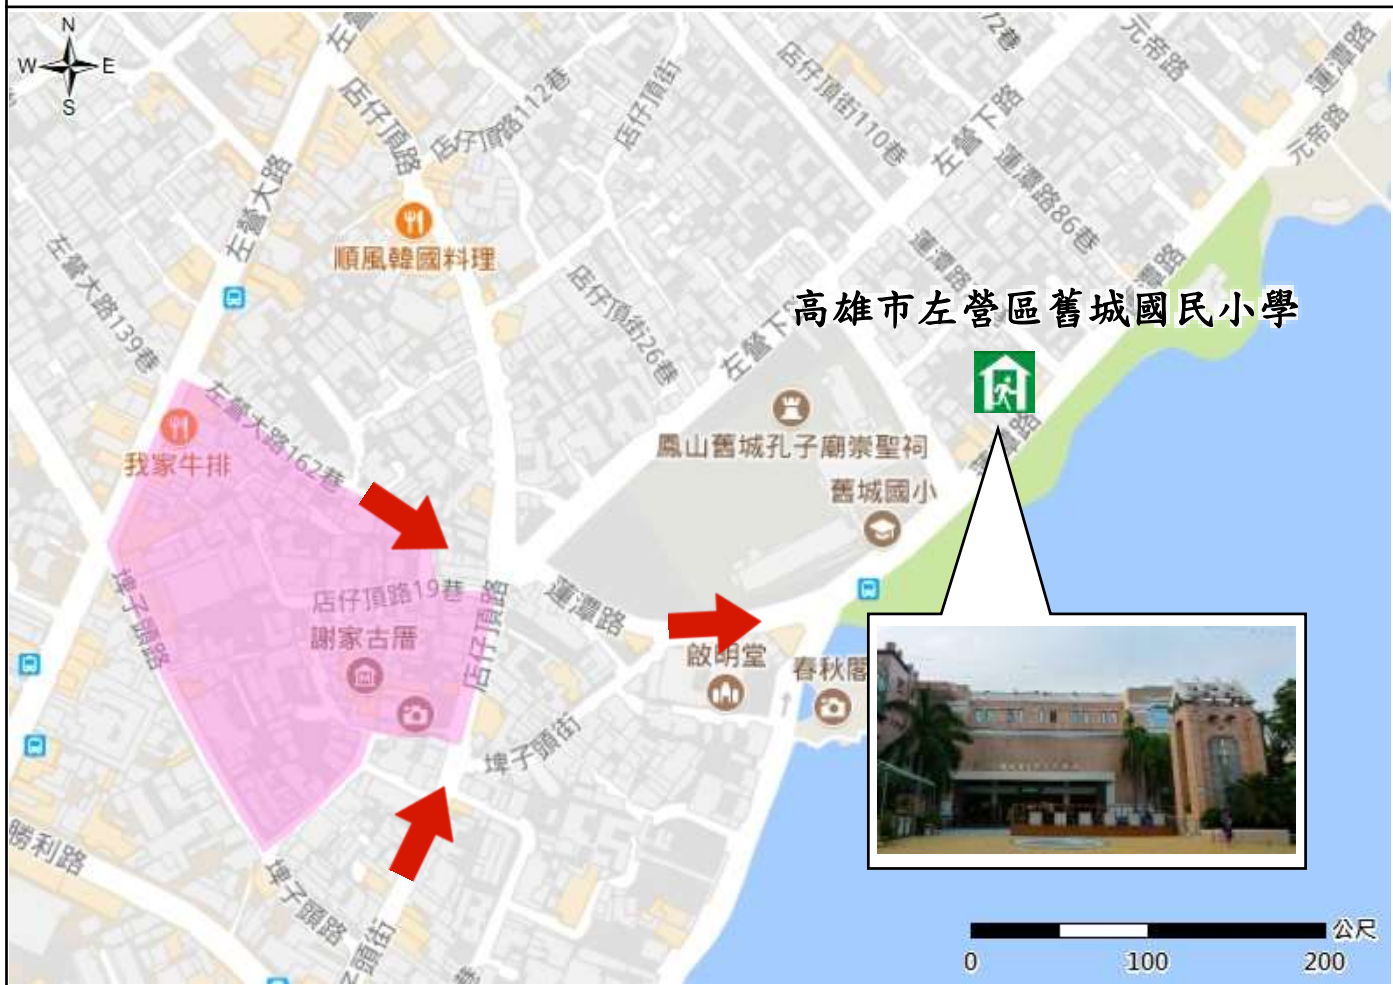 N
W E
S
左營大路
店仔頂路
店仔頂路112巷
店仔頂街
店仔頂街110巷
72巷
元帝路
蓮潭路
元帝路
左營下路
蓮潭路86巷
蓮潭路
潭路
左營大路
順風韓國料理
左營大路139巷
店仔頂街26巷
左營下
高雄市左營區舊城國民小學
我家牛排
左營大路162巷
鳳山舊城孔子廟崇聖祠
舊城國小
埤子頭路
店仔頂路19巷
謝家古厝
店仔頂路
蓮潭路
啟明堂
春秋閣
埤子頭街
勝利路
埤子頭路
頭街
巷
公尺
0 100 200